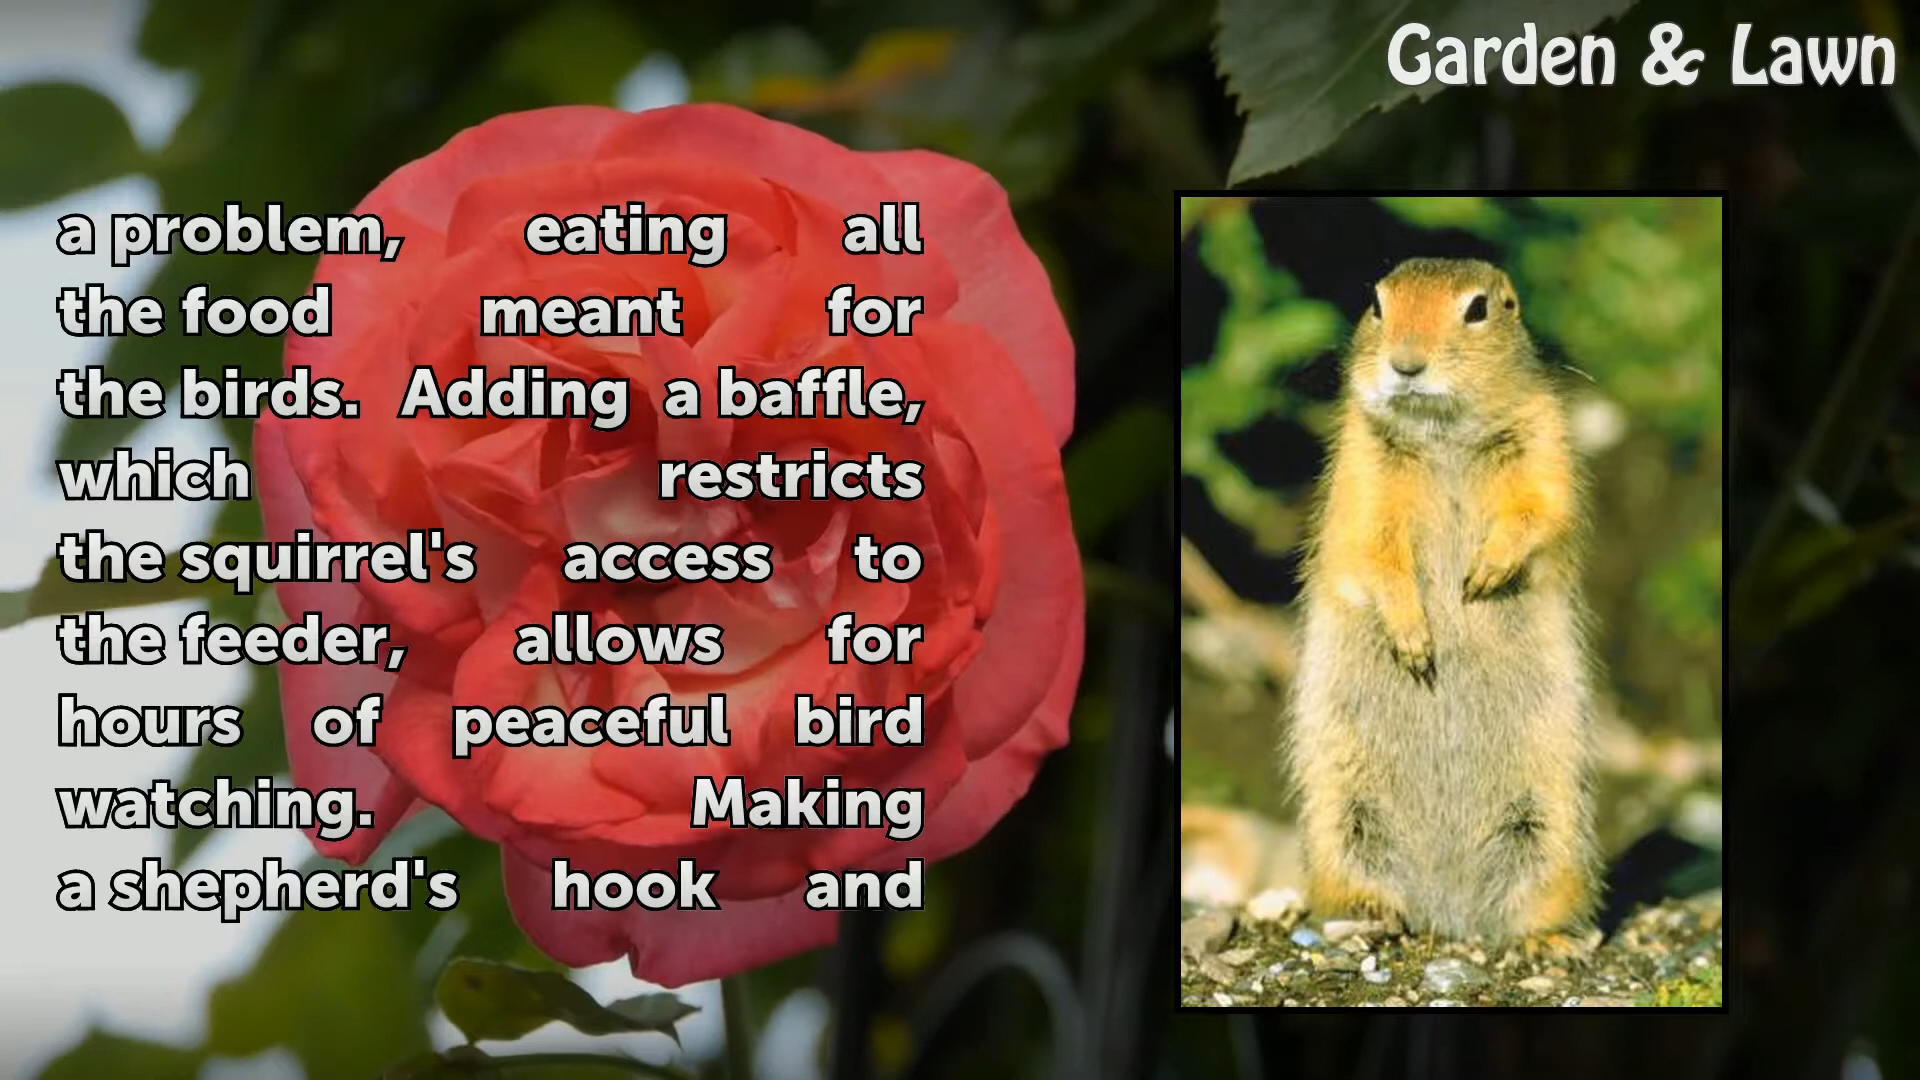 Garden & Lawn
a problem, eating all
the food meant for
the birds. Adding a baffle,
which restricts
the squirrel's access to
the feeder, allows for
hours of peaceful bird
watching. Making
a shepherd's hook and